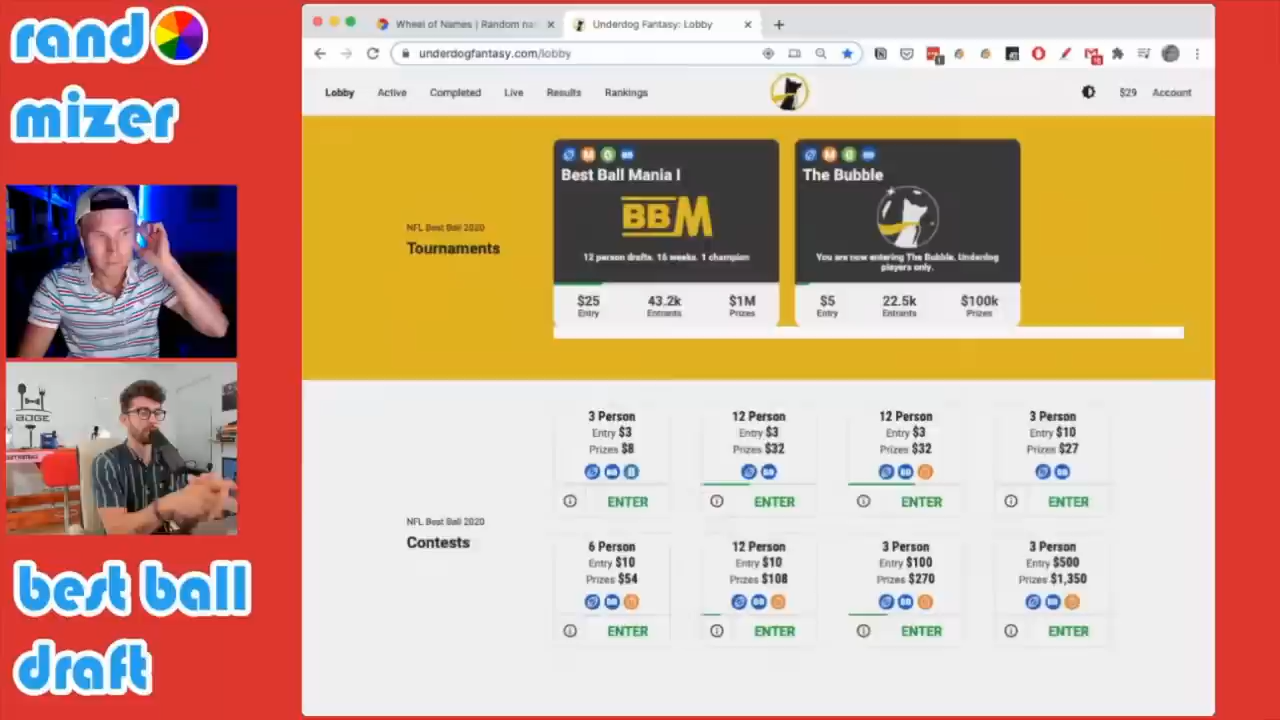 rand
mizer
best ball
draft
Wheel of Names | Random na
Underdog Fantasy: Lobby
underdogfantasy.com/lobby
Lobby Active Completed Live Results Rankings
$29 Account
NFL Best Ball 2020
Tournaments
Best Ball Mania I
BBM
12 person drafts. 16 weeks. 1 champion
$25 43.2k $1M
Entry Entrants Prizes
The Bubble
You are now entering The Bubble. Underdog
players only.
$5 22.5k $100k
Entry Entrants Prizes
NFL Best Ball 2020
Contests
3 Person
Entry $3
Prizes $8
ENTER
12 Person
Entry $3
Prizes $32
ENTER
12 Person
Entry $3
Prizes $32
ENTER
3 Person
Entry $10
Prizes $27
ENTER
6 Person
Entry $10
Prizes $54
ENTER
12 Person
Entry $10
Prizes $108
ENTER
3 Person
Entry $100
Prizes $270
ENTER
3 Person
Entry $500
Prizes $1,350
ENTER
BDGE